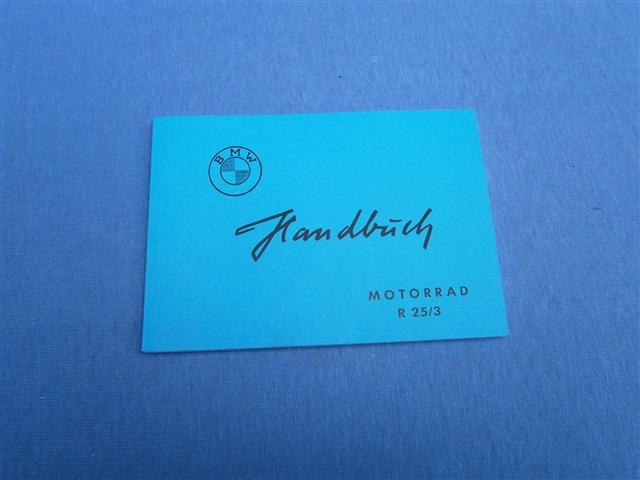 BMW
Handbuch
MOTORRAD
R 25/3